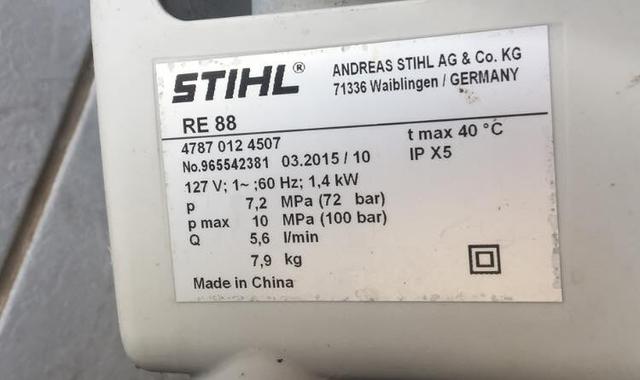 STIHL® ANDREAS STIHL AG & Co. KG
71336 Waiblingen / GERMANY
RE 88
4787 012 4507 t max 40 °C
No.965542381 03.2015 / 10 IP X5
127 V; 1~ ;60 Hz; 1,4 kW
p 7,2 MPa (72 bar)
p max 10 MPa (100 bar)
Q 5,6 l/min
7,9 kg
Made in China